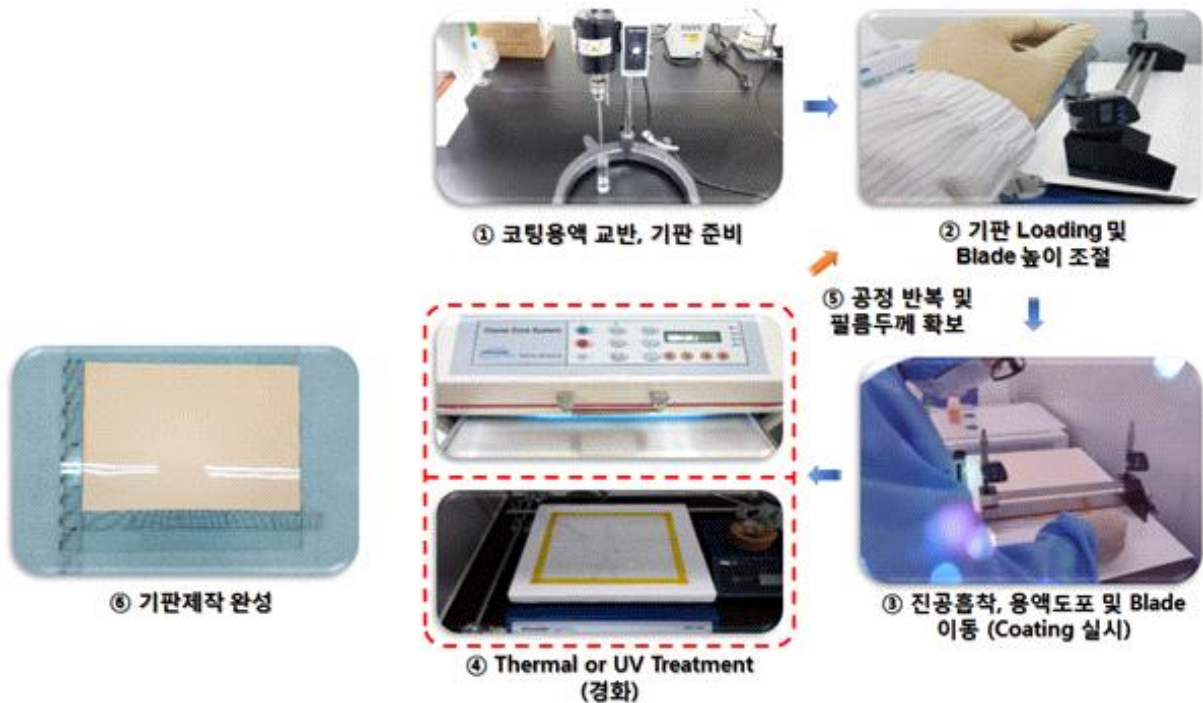 ① 코팅용액 교반, 기판 준비
② 기판 Loading 및
Blade 높이 조절
⑤ 공정 반복 및
필름두께 확보
③ 진공흡착, 용액도포 및 Blade
이동 (Coating 실시)
④ Thermal or UV Treatment
(경화)
⑥ 기판제작 완성